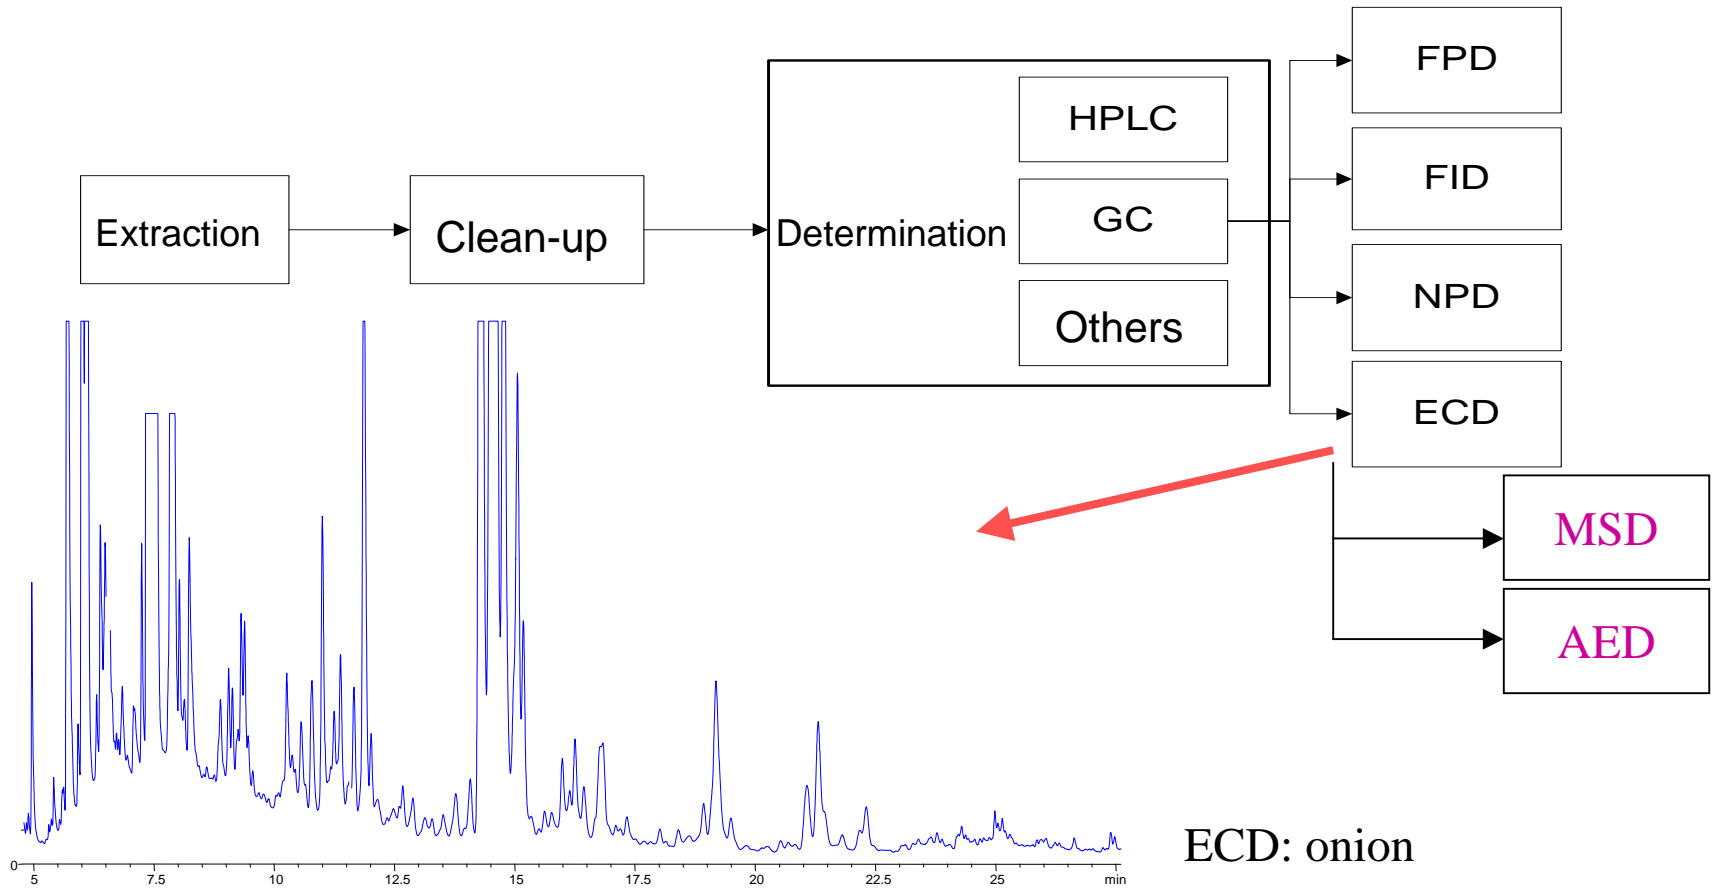 FPD
HPLC
FID
Extraction
Clean-up
Determination
GC
NPD
Others
ECD
MSD
AED
ECD: onion
0
5 7.5 10 12.5 15 17.5 20 22.5 25 min